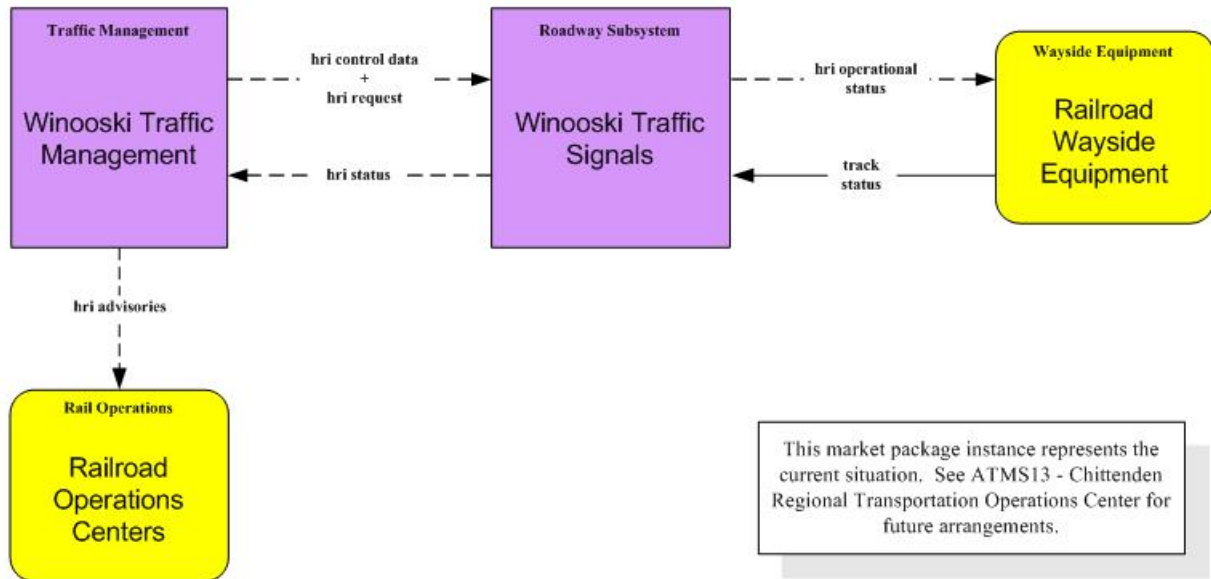 Traffic Management
Winooski Traffic
Management
hri control data
+
hri request
hri status
Roadway Subsystem
Winooski Traffic
Signals
hri operational
status
track
status
Wayside Equipment
Railroad
Wayside
Equipment
hri advisories
Rail Operations
Railroad
Operations
Centers
This market package instance represents the
current situation. See ATMS13 - Chittenden
Regional Transportation Operations Center for
future arrangements.